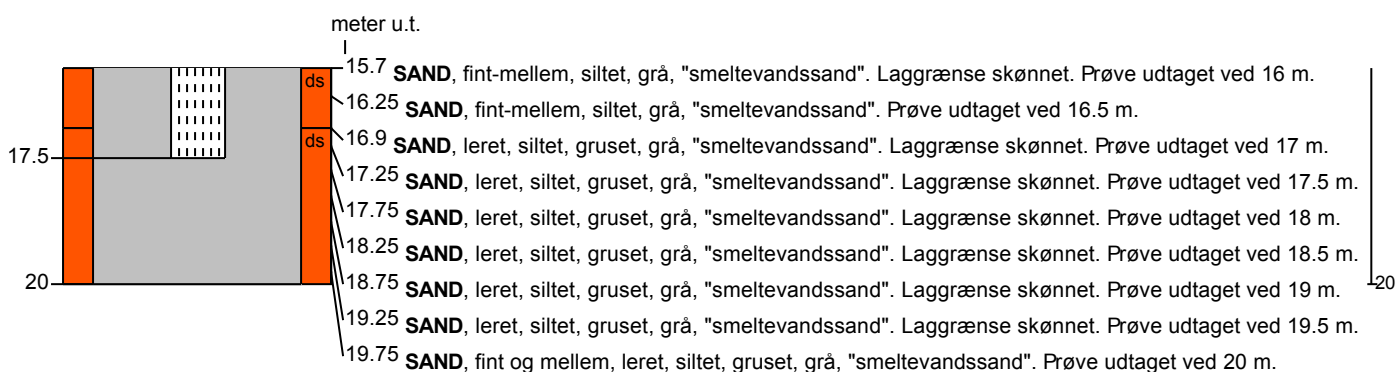 meter u.t.
15.7 SAND, fint-mellem, siltet, grå, "smeltevandssand". Laggrænse skønnet. Prøve udtaget ved 16 m.
ds
16.25 SAND, fint-mellem, siltet, grå, "smeltevandssand". Prøve udtaget ved 16.5 m.
16.9 SAND, leret, siltet, gruset, grå, "smeltevandssand". Laggrænse skønnet. Prøve udtaget ved 17 m.
ds
17.5
17.25 SAND, leret, siltet, gruset, grå, "smeltevandssand". Laggrænse skønnet. Prøve udtaget ved 17.5 m.
17.75 SAND, leret, siltet, gruset, grå, "smeltevandssand". Laggrænse skønnet. Prøve udtaget ved 18 m.
18.25 SAND, leret, siltet, gruset, grå, "smeltevandssand". Laggrænse skønnet. Prøve udtaget ved 18.5 m.
20
18.75 SAND, leret, siltet, gruset, grå, "smeltevandssand". Laggrænse skønnet. Prøve udtaget ved 19 m.
20
19.25 SAND, leret, siltet, gruset, grå, "smeltevandssand". Laggrænse skønnet. Prøve udtaget ved 19.5 m.
19.75 SAND, fint og mellem, leret, siltet, gruset, grå, "smeltevandssand". Prøve udtaget ved 20 m.